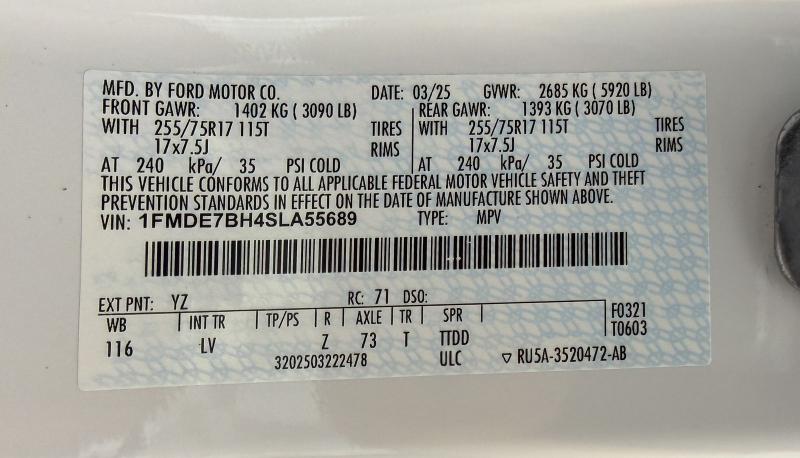 MFD. BY FORD MOTOR CO. DATE: 03/25 GVWR: 2685 KG ( 5920 LB)
FRONT GAWR: 1402 KG ( 3090 LB) REAR GAWR: 1393 KG ( 3070 LB)
WITH 255/75R17 115T TIRES WITH 255/75R17 115T TIRES
17x7.5J RIMS 17x7.5J RIMS
AT 240 kPa/ 35 PSI COLD AT 240 kPa/ 35 PSI COLD
THIS VEHICLE CONFORMS TO ALL APPLICABLE FEDERAL MOTOR VEHICLE SAFETY AND THEFT
PREVENTION STANDARDS IN EFFECT ON THE DATE OF MANUFACTURE SHOWN ABOVE.
VIN: 1FMDE7BH4SLA55689 TYPE: MPV
EXT PNT: YZ RC: 71 DSO: F0321
WB INT TR TP/PS R AXLE TR SPR T0603
116 LV Z 73 T TTDD
3202503222478 ULC ▽ RU5A-3520472-AB